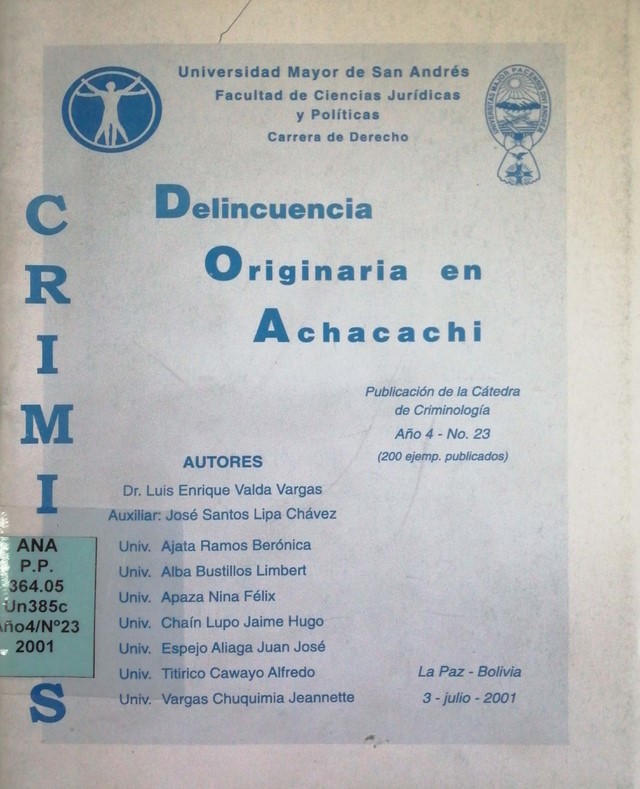 Universidad Mayor de San Andrés
Facultad de Ciencias Jurídicas
y Políticas
Carrera de Derecho
Delincuencia
Originaria en
Achacachi
Publicación de la Cátedra
de Criminología
Año 4 - No. 23
(200 ejemp. publicados)
AUTORES
Dr. Luis Enrique Valda Vargas
Auxiliar: José Santos Lipa Chávez
Univ. Ajata Ramos Berónica
Univ. Alba Bustillos Limbert
Univ. Apaza Nina Félix
Univ. Chaín Lupo Jaime Hugo
Univ. Espejo Aliaga Juan José
Univ. Titirico Cawayo Alfredo
Univ. Vargas Chuquimia Jeannette
La Paz - Bolivia
3 - julio - 2001
C
R
I
M
I
S
ANA
P.P.
364.05
Un385c
Año4/Nº23
2001